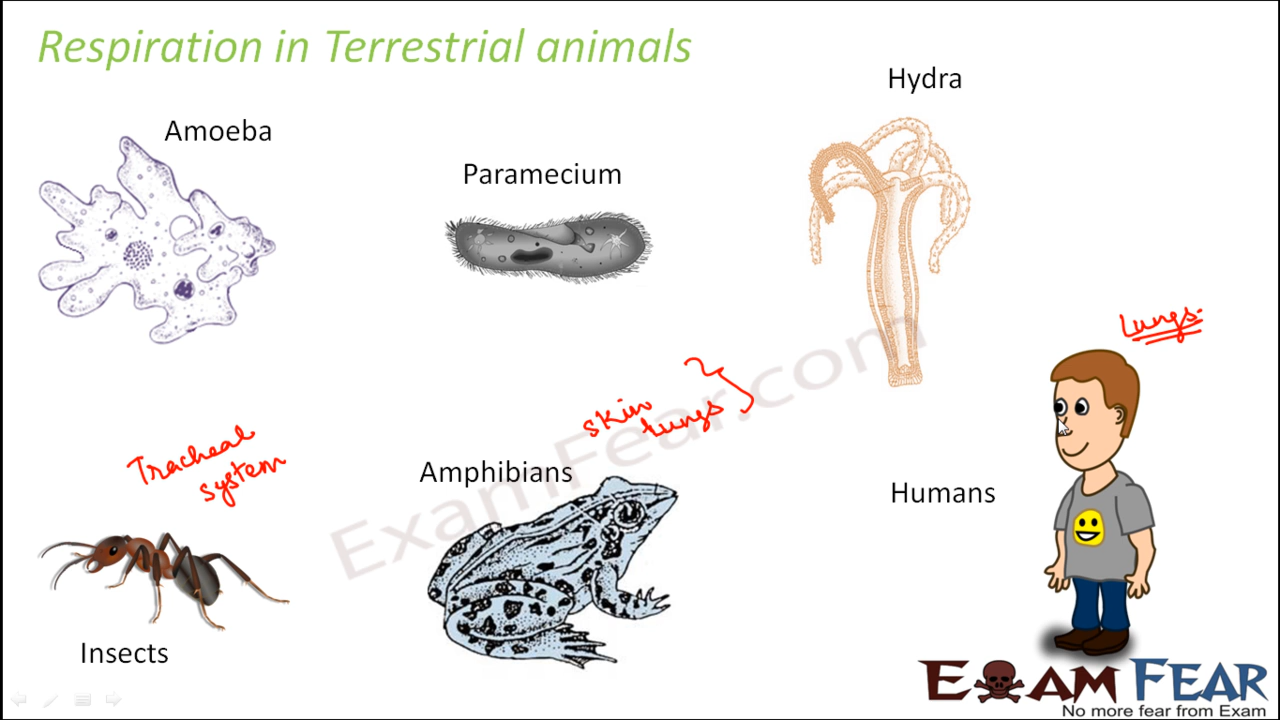 Respiration in Terrestrial animals
Hydra
Amoeba
Paramecium
Lungs.
skin
lungs
Tracheal
system
Amphibians
Humans
Insects
ExamFear.com
EXAM FEAR
No more fear from Exam